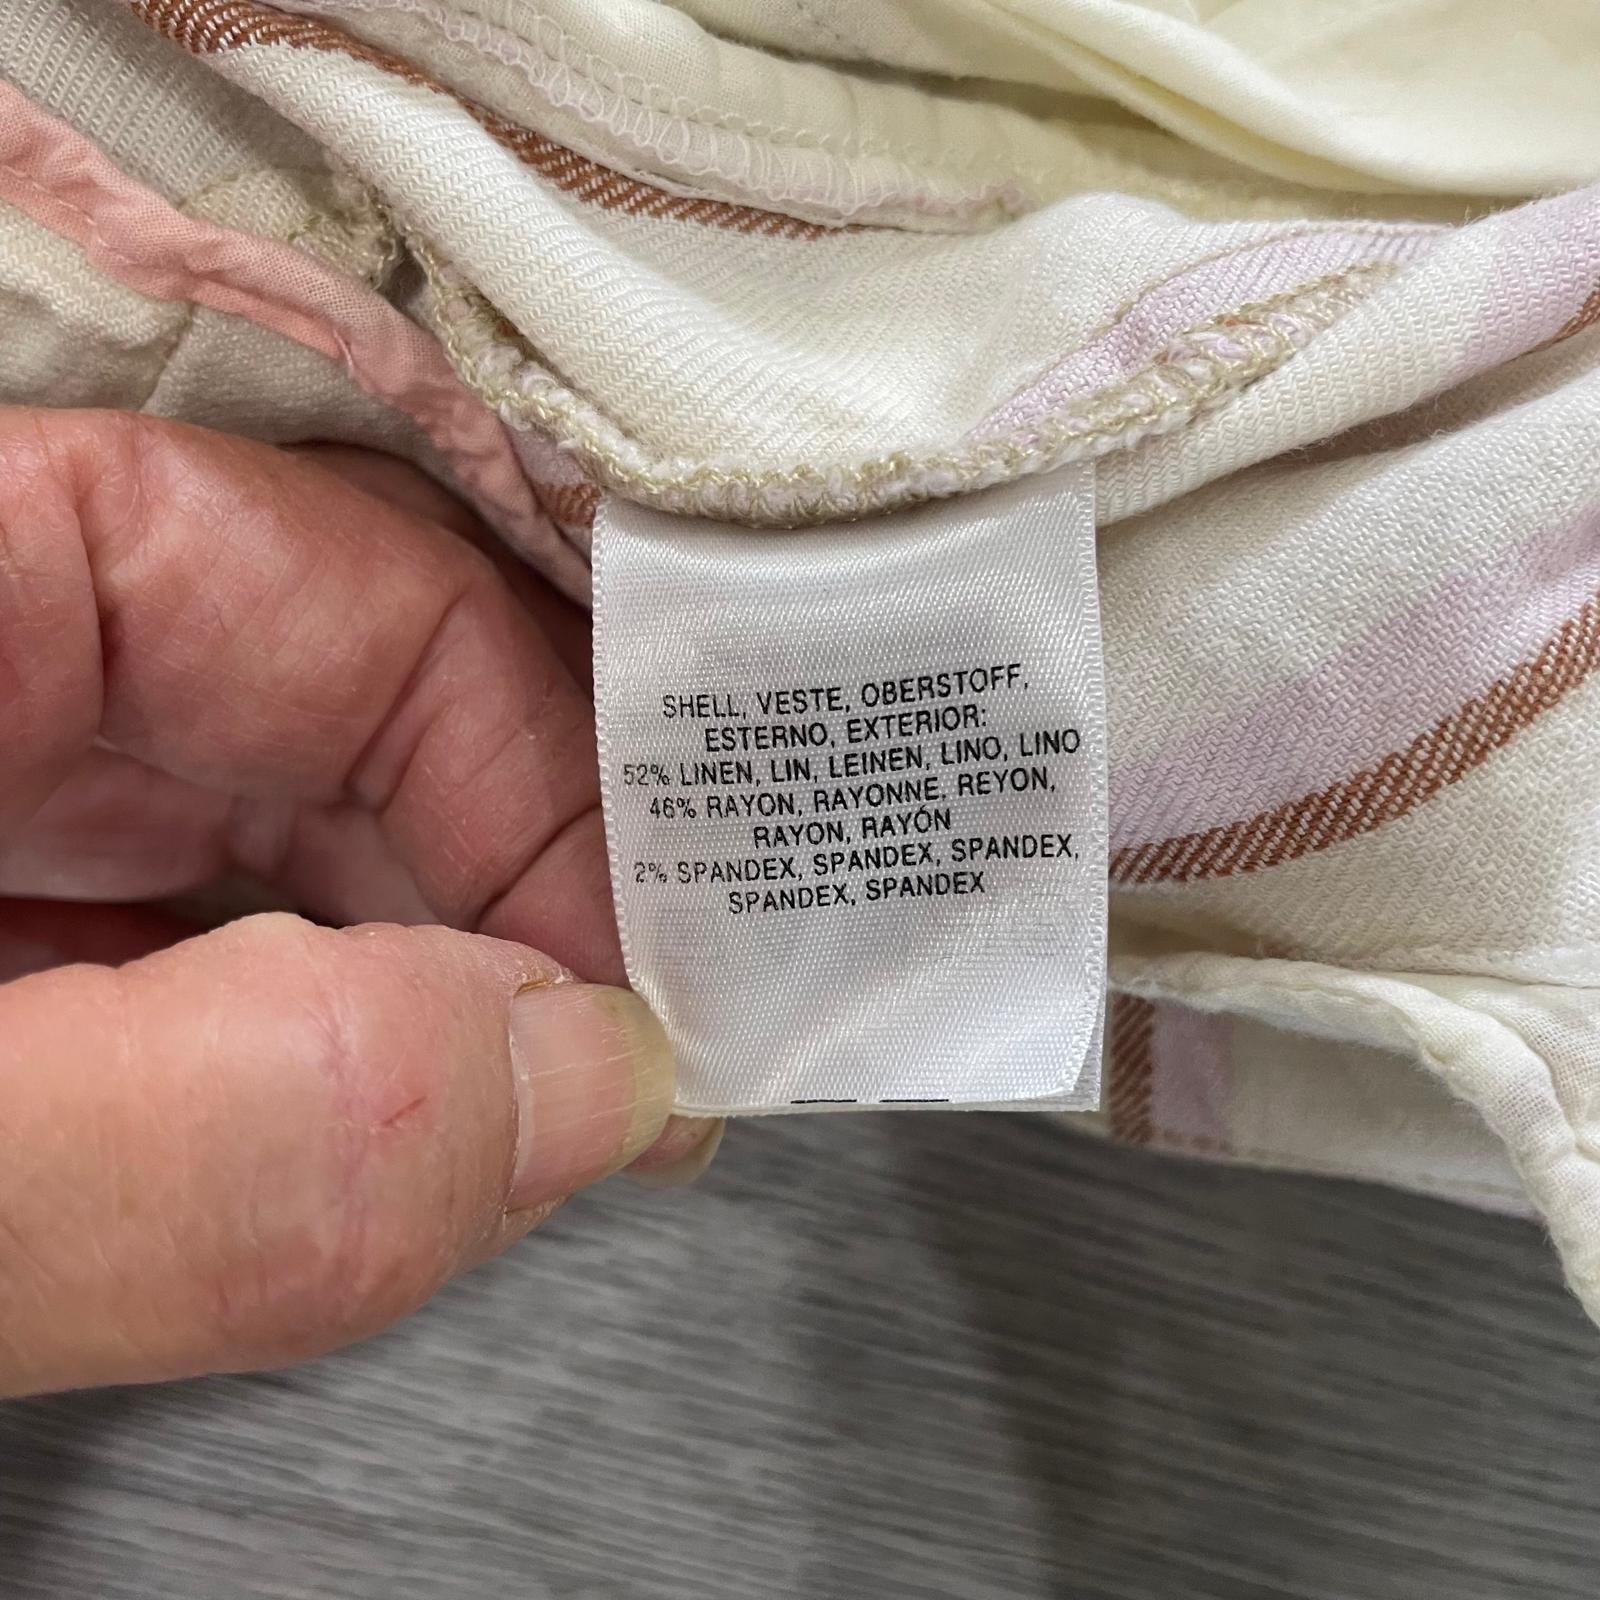 SHELL, VESTE, OBERSTOFF,
ESTERNO, EXTERIOR:
52% LINEN, LIN, LEINEN, LINO, LINO
46% RAYON, RAYONNE, REYON,
RAYON, RAYÓN
2% SPANDEX, SPANDEX, SPANDEX,
SPANDEX, SPANDEX